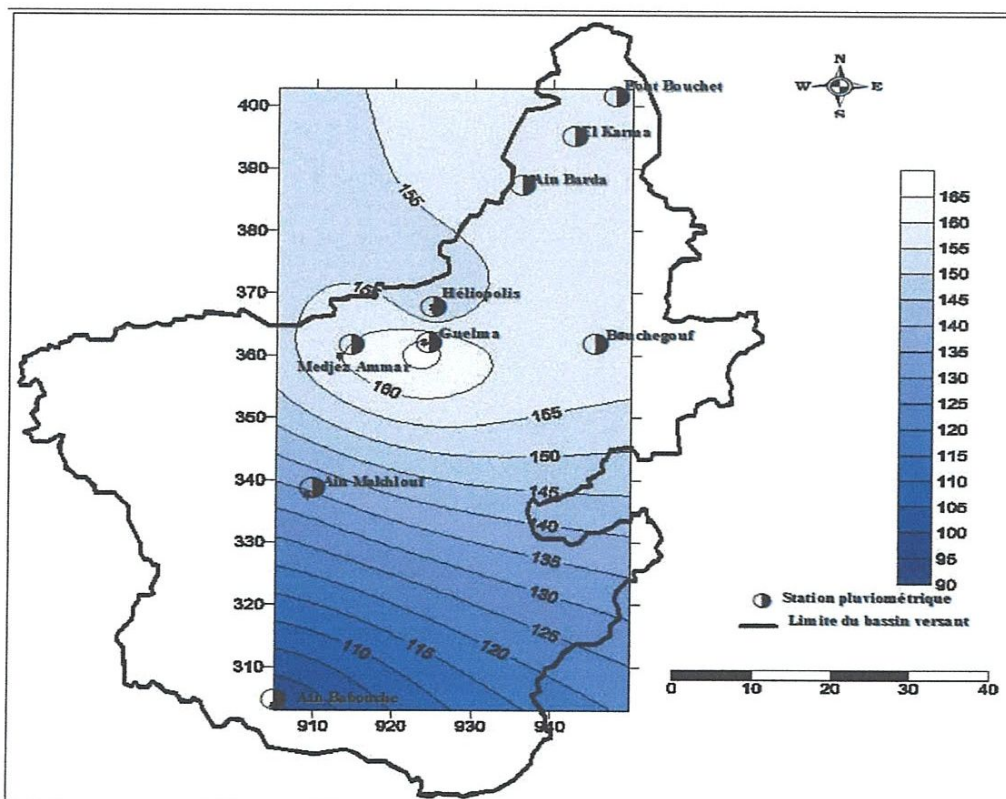 N
W E
S
400
390
380
370
360
350
340
330
320
310
910 920 930 940
Pont Bouchet
El Karma
Ain Barda
Héliopolis
Guelma
Medjez Ammar
Bouchegouf
Ain Makhlouf
Ain Babouche
155
155
160
155
150
145
140
135
130
125
120
115
110
165
160
155
150
145
140
135
130
125
120
115
110
105
100
95
90
Station pluviométrique
Limite du bassin versant
0 10 20 30 40